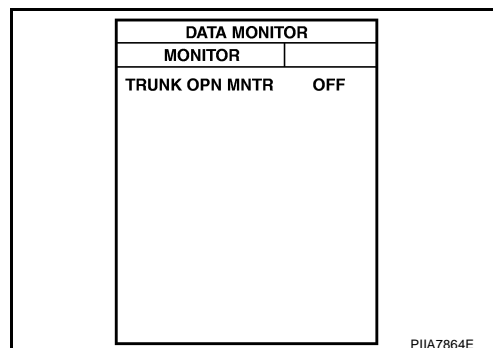 DATA MONITOR
MONITOR
TRUNK OPN MNTR OFF
PIIA7864E